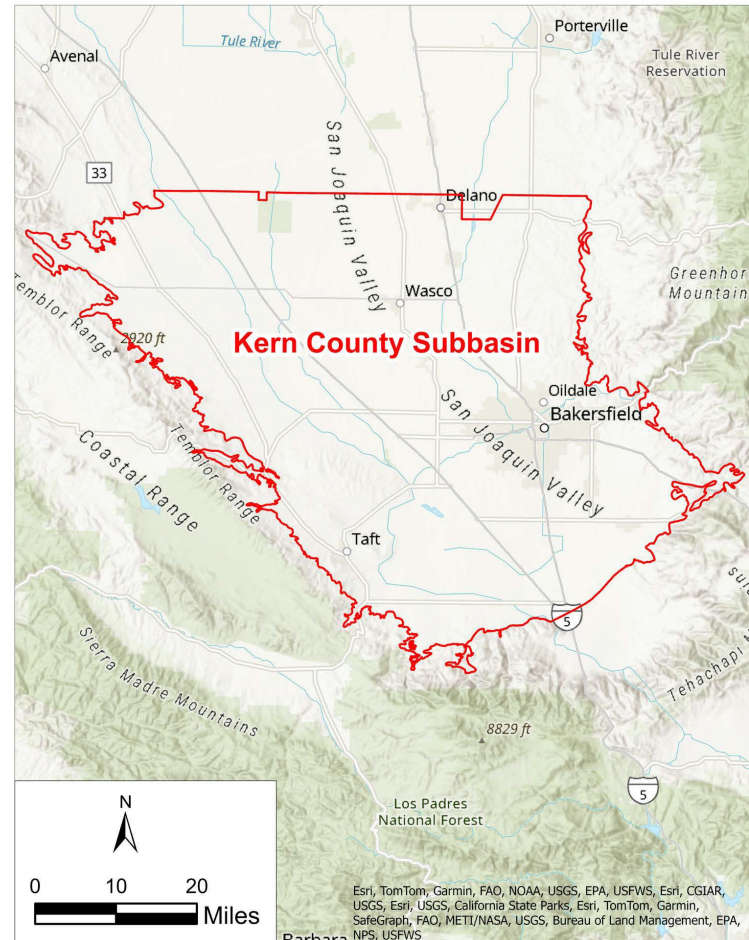 Porterville
Avenal
Tule River
Tule River
Reservation
33
San Joaquin Valley
Delano
Greenhor
Mountain
Wasco
Temblor Range
2920 ft
Kern County Subbasin
Oildale
Bakersfield
San Joaquin Valley
Coastal Range
Temblor Range
Taft
5
Tehachapi
Sierra Madre Mountains
8829 ft
5
Los Padres
National Forest
N
0 10 20
Miles
Esri, TomTom, Garmin, FAO, NOAA, USGS, EPA, USFWS, Esri, CGIAR,
USGS, Esri, USGS, California State Parks, Esri, TomTom, Garmin,
SafeGraph, FAO, METI/NASA, USGS, Bureau of Land Management, EPA,
NPS, USFWS
Barbara